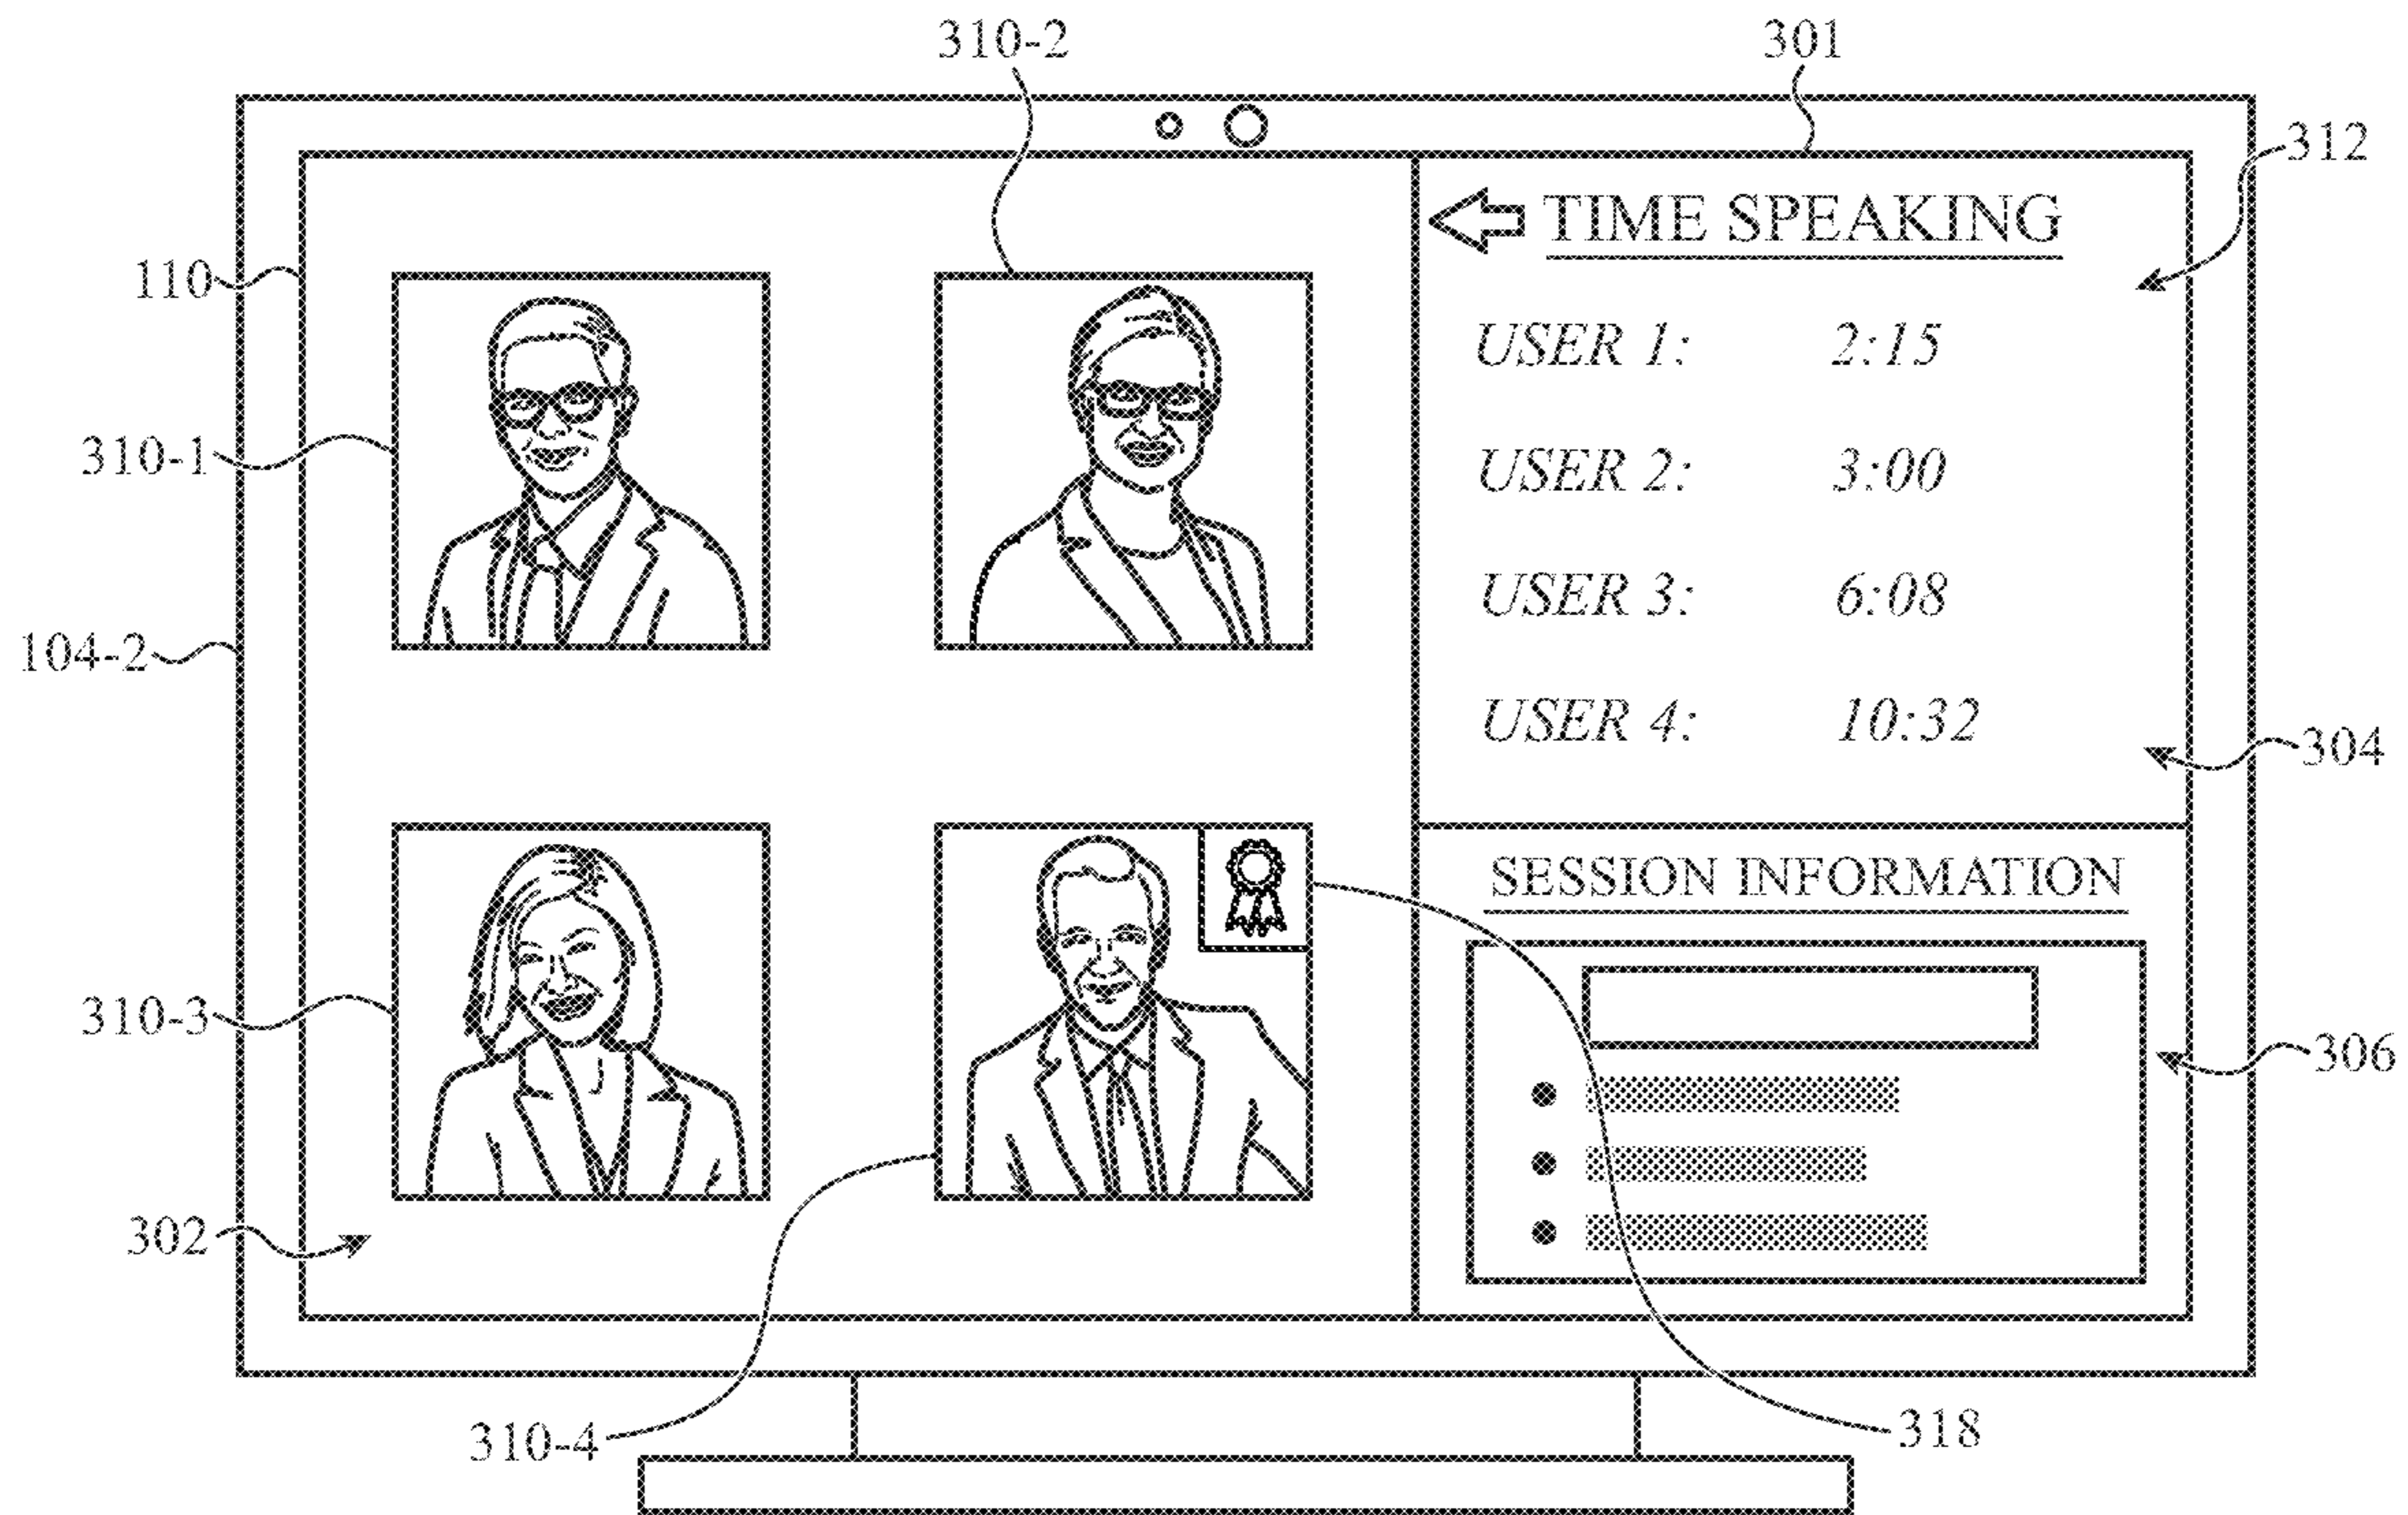 310-2
301
312
TIME SPEAKING
110
USER 1: 2:15
310-1
USER 2: 3:00
USER 3: 6:08
104-2
USER 4: 10:32
304
SESSION INFORMATION
310-3
306
302
310-4
318